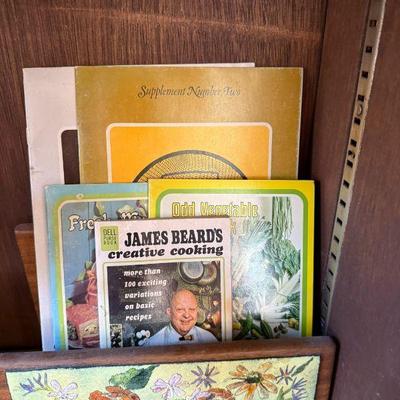 Supplement Number Two
Odd Vegetable
DELL
PURSE
BOOK
JAMES BEARD'S
creative cooking
more than
100 exciting
variations
on basic
recipes